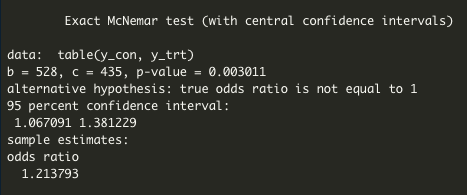 Exact McNemar test (with central confidence intervals)
data:  table(y_con, y_trt)
b = 528, c = 435, p-value = 0.003011
alternative hypothesis: true odds ratio is not equal to 1
95 percent confidence interval:
 1.067091 1.381229
sample estimates:
odds ratio
  1.213793